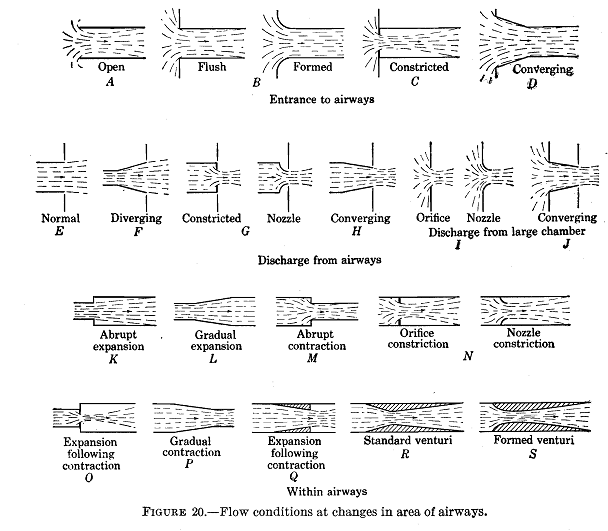 Open Flush Formed Constricted Converging
A B C D
Entrance to airways
Normal Diverging Constricted Nozzle Converging Orifice Nozzle Converging
E F G H Discharge from large chamber
I J
Discharge from airways
Abrupt expansion Gradual expansion Abrupt contraction Orifice constriction Nozzle constriction
K L M N
Expansion following contraction Gradual contraction Expansion following contraction Standard venturi Formed venturi
O P Q R S
Within airways
FIGURE 20.—Flow conditions at changes in area of airways.